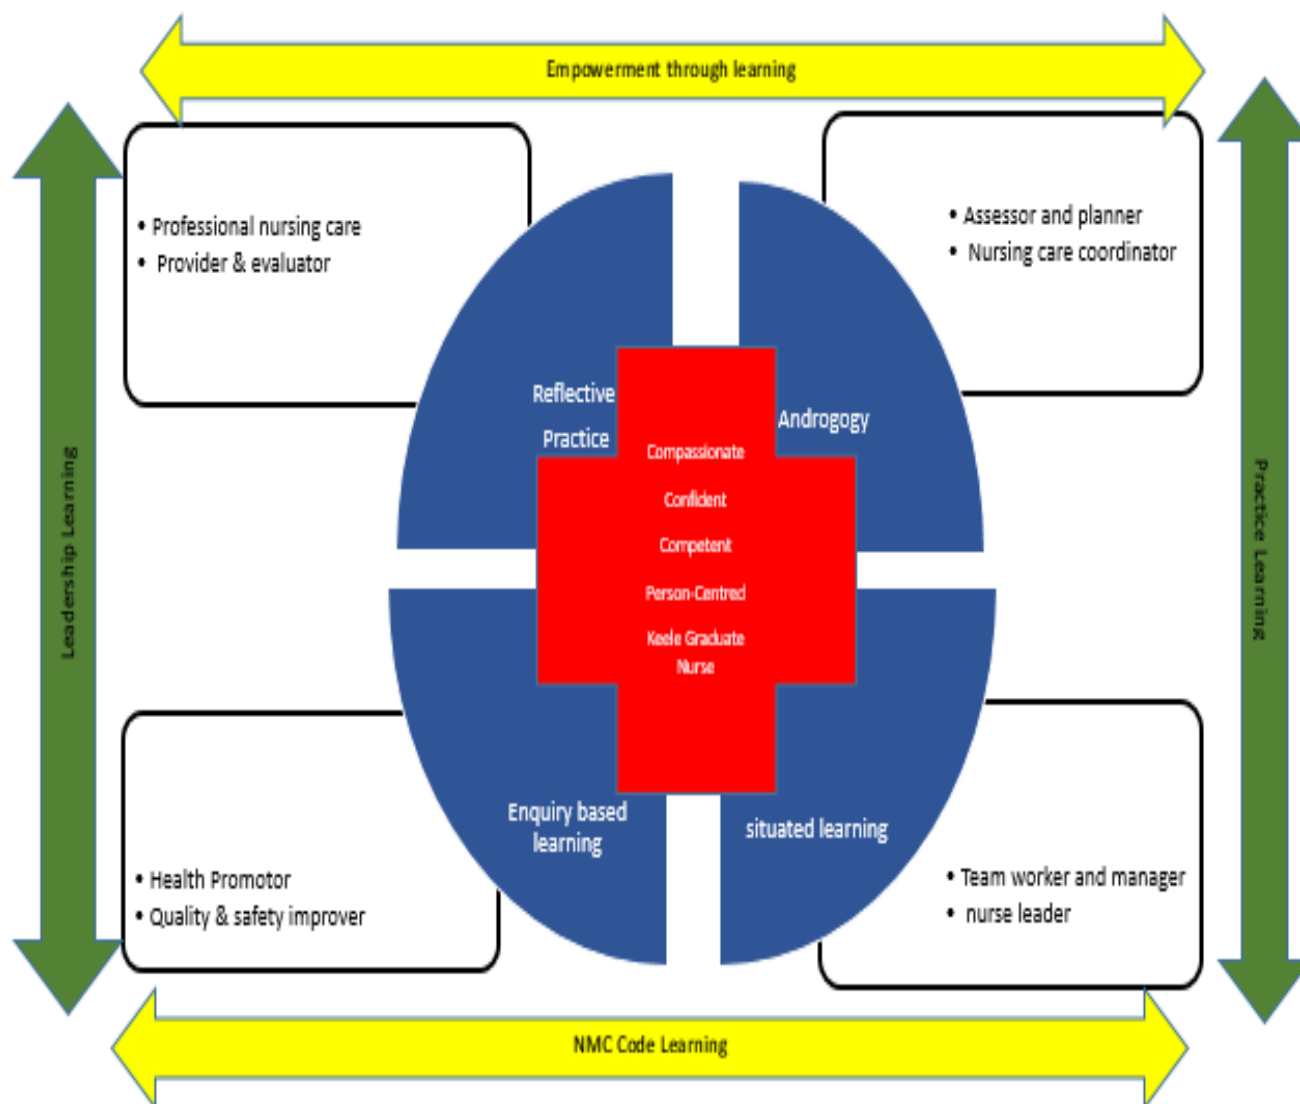 Empowerment through learning
• Professional nursing care
• Provider & evaluator
• Assessor and planner
• Nursing care coordinator
Leadership Learning
Practice Learning
Reflective
Practice
Androgogy
Compassionate
Confident
Competent
Person-Centred
Keele Graduate
Nurse
Enquiry based
learning
situated learning
• Health Promotor
• Quality & safety improver
• Team worker and manager
• nurse leader
NMC Code Learning